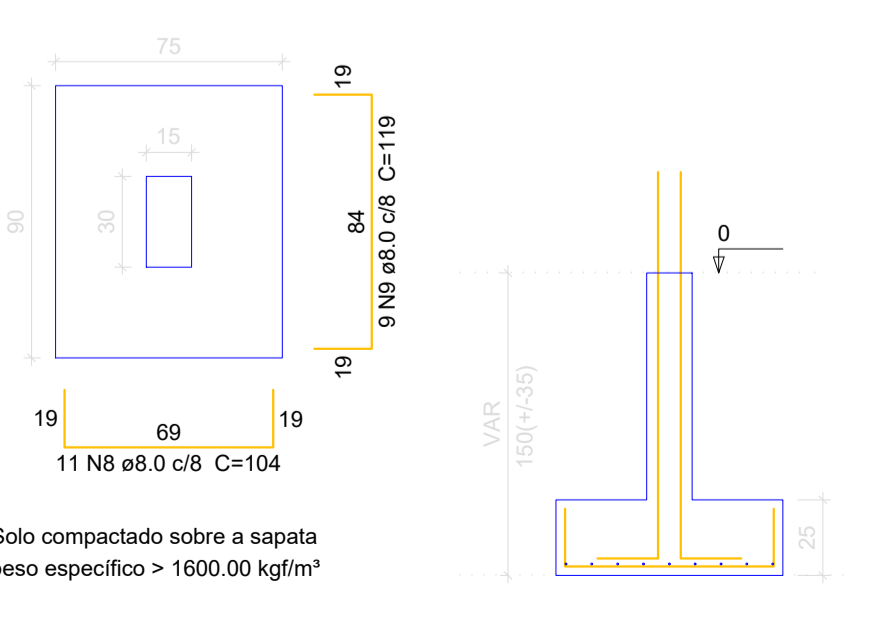 75
19
15
90
30
84
9 N9 ø8.0 c/8 C=119
19
19
69
19
11 N8 ø8.0 c/8 C=104
Solo compactado sobre a sapata
peso específico > 1600.00 kgf/m³
0
VAR
150(+/-35)
25